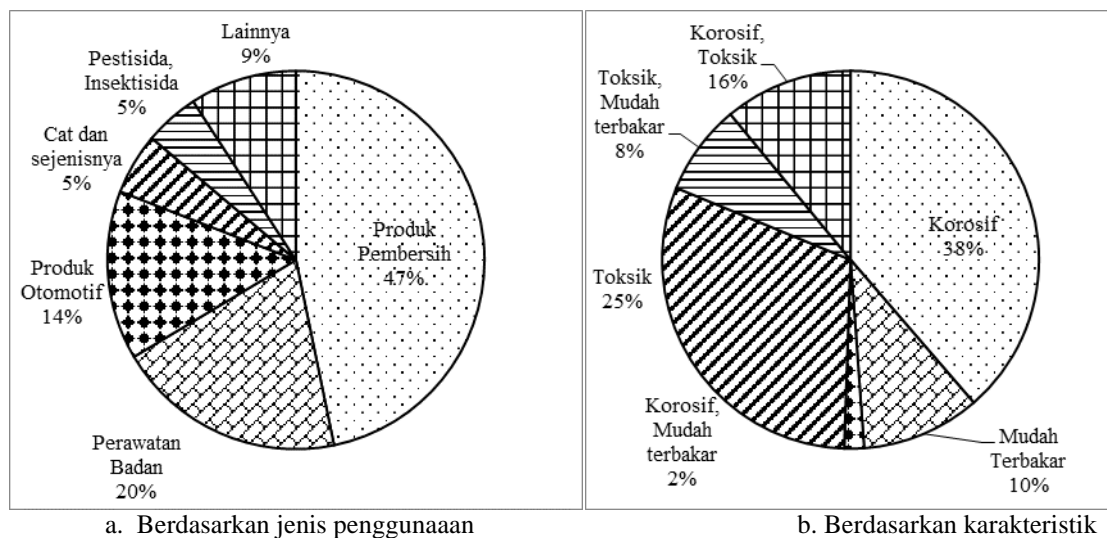 Lainnya
9%
Pestisida,
Insektisida
5%
Cat dan
sejenisnya
5%
Produk
Otomotif
14%
Perawatan
Badan
20%
Produk
Pembersih
47%
a. Berdasarkan jenis penggunaaan
Korosif,
Toksik
16%
Toksik,
Mudah
terbakar
8%
Toksik
25%
Korosif,
Mudah
terbakar
2%
Mudah
Terbakar
10%
Korosif
38%
b. Berdasarkan karakteristik